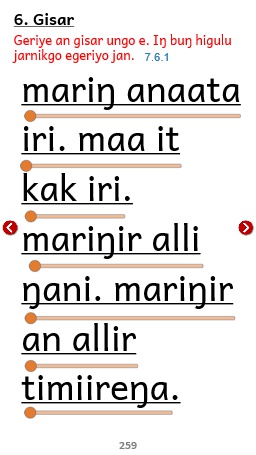 6. Gisar
Geriye an gisar ungo e. Iŋ buŋ higulu
jarnikgo egeriyo jan. 7.6.1
mariŋ anaata
iri. maa it
kak iri.
mariŋir alli
ŋani. mariŋir
an allir
timiireŋa.
259